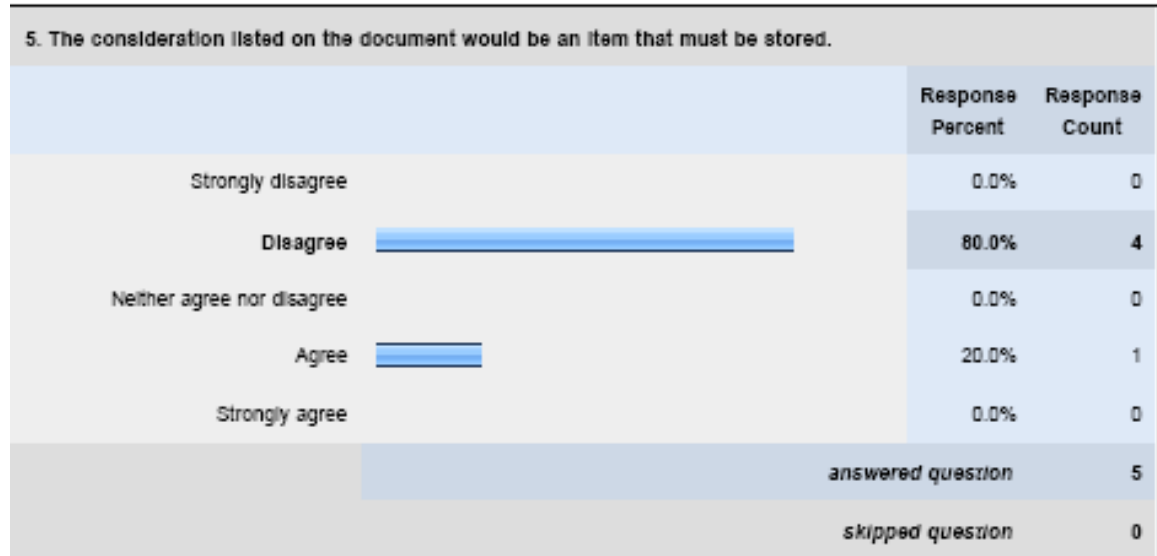 5. The consideration listed on the document would be an item that must be stored.
Response Percent Response Count
Strongly disagree 0.0% 0
Disagree 80.0% 4
Neither agree nor disagree 0.0% 0
Agree 20.0% 1
Strongly agree 0.0% 0
answered question 5
skipped question 0